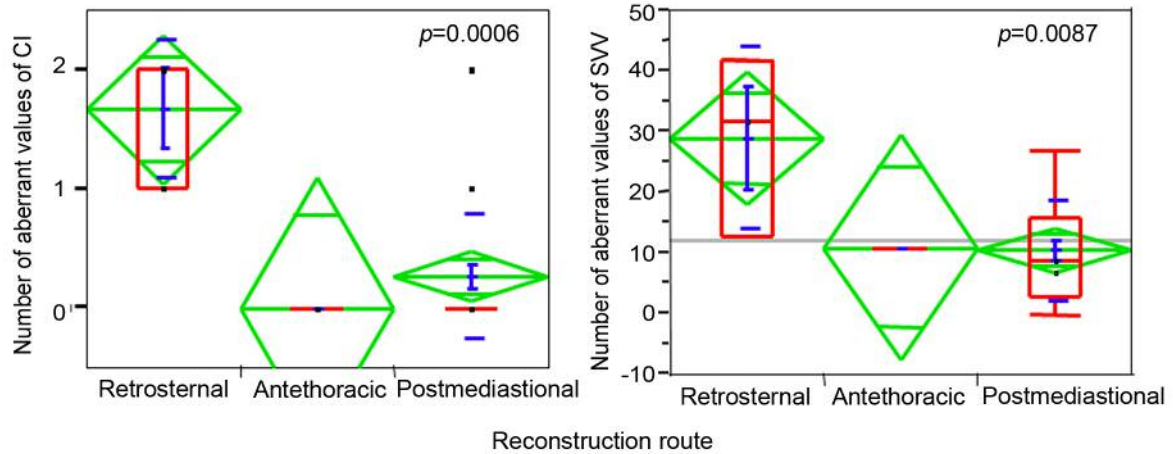 Number of aberrant values of CI
2
1
0
p=0.0006
Retrosternal Antethoracic Postmediastional
Number of aberrant values of SVV
50
40
30
20
10
0
-10
p=0.0087
Retrosternal Antethoracic Postmediastional
Reconstruction route